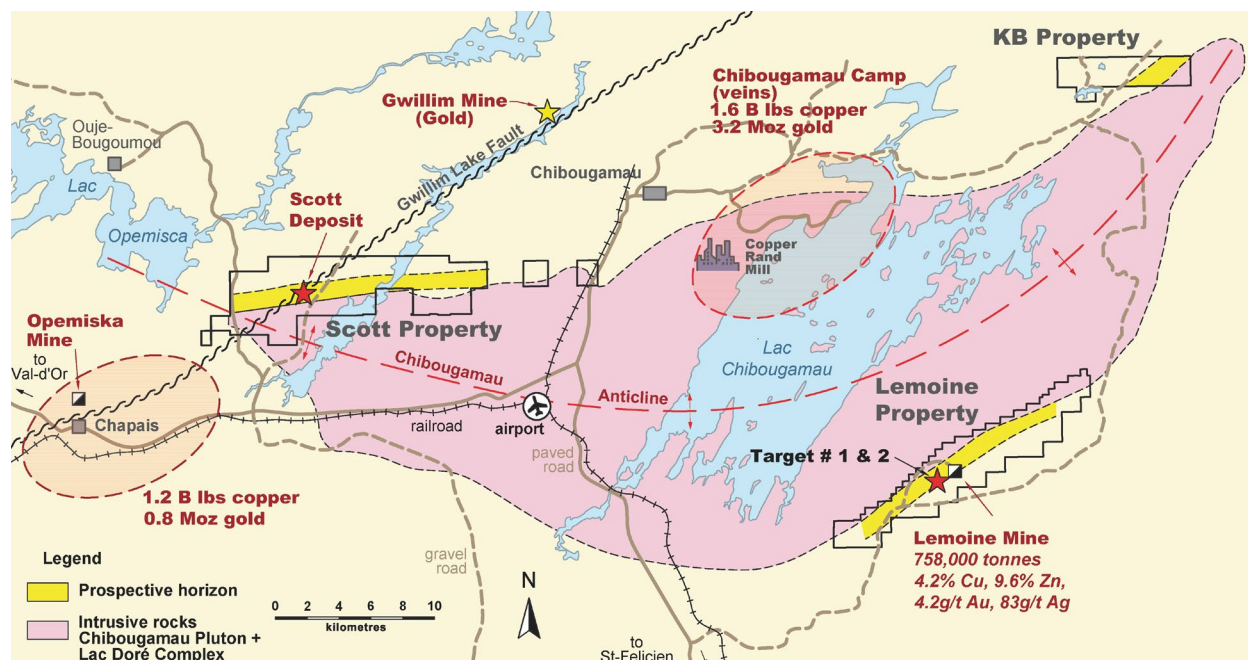 KB Property
Chibougamau Camp
(veins)
1.6 B lbs copper
3.2 Moz gold
Gwillim Mine
(Gold)
Ouje-
Bougoumou
Gwillim Lake Fault
Chibougamau
Lac
Opemisca
Scott
Deposit
Copper
Rand
Mill
Opemiska
Mine
Scott Property
to
Val-d'Or
Chibougamau
Anticline
Lac
Chibougamau
Lemoine
Property
Chapais
railroad
airport
paved
road
Target # 1 & 2
1.2 B lbs copper
0.8 Moz gold
Lemoine Mine
758,000 tonnes
4.2% Cu, 9.6% Zn,
4.2g/t Au, 83g/t Ag
gravel
road
Legend
Prospective horizon
Intrusive rocks
Chibougamau Pluton +
Lac Doré Complex
0 2 4 6 8 10
kilometres
N
to
St-Felicien